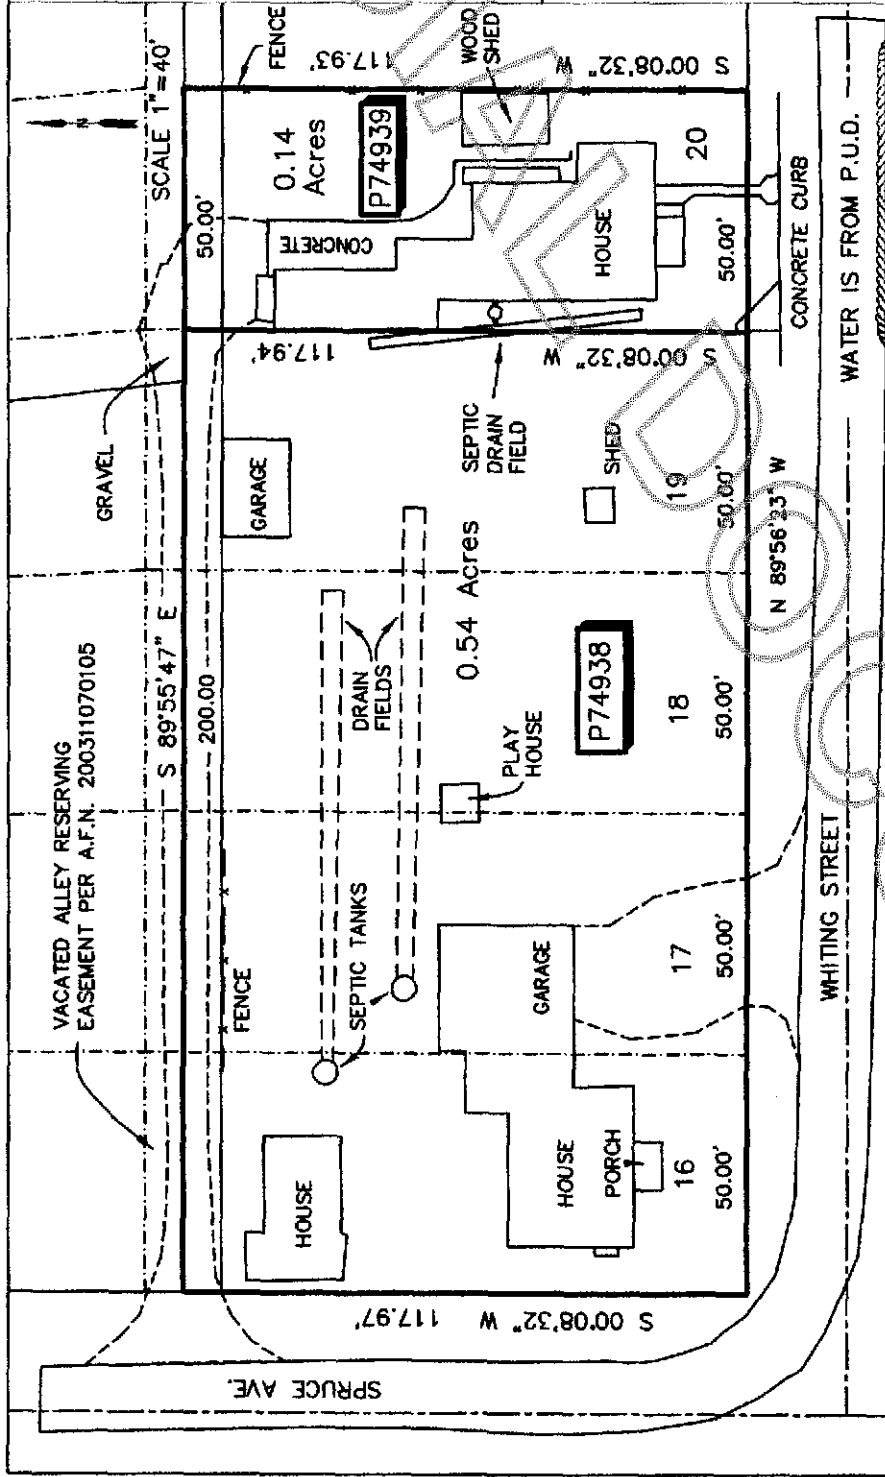 VACATED ALLEY RESERVING
EASEMENT PER A.F.N. 200311070105
GRAVEL
SCALE 1"=40'
N
S 89°55'47" E
200.00
50.00'
FENCE
FENCE
HOUSE
SEPTIC TANKS
DRAIN
FIELDS
GARAGE
117.94'
S 00°08'32" W
CONCRETE
0.14
Acres
P74939
117.93'
S 00°08'32" W
WOOD
SHED
SEPTIC
DRAIN
FIELD
0.54 Acres
PLAY
HOUSE
P74938
SHED
HOUSE
GARAGE
HOUSE
PORCH
16
17
18
19
20
50.00'
50.00'
50.00'
50.00'
50.00'
S 00°08'32" W 117.97'
SPRUCE AVE.
N 89°56'23" W
CONCRETE CURB
WHITING STREET
WATER IS FROM P.U.D.